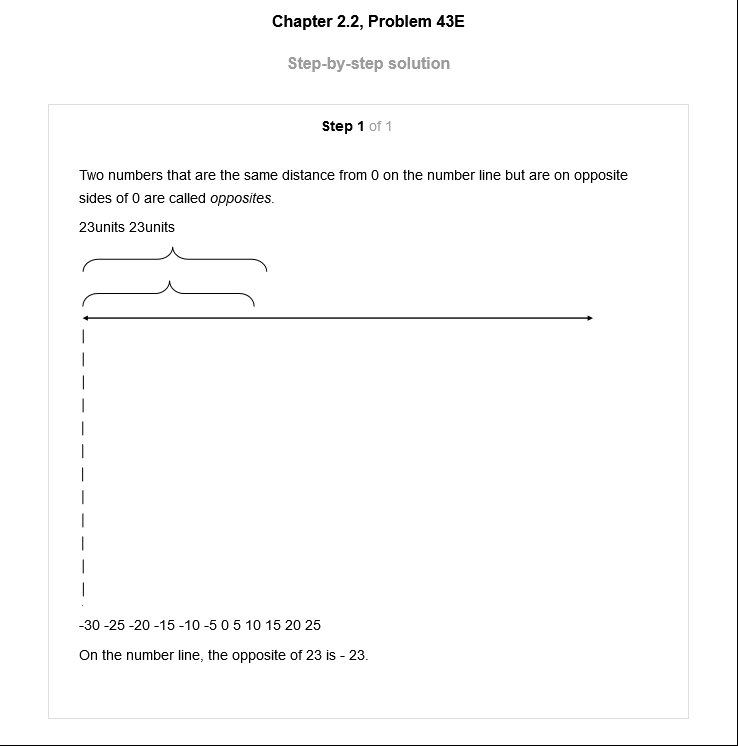 Chapter 2.2, Problem 43E
Step-by-step solution
Step 1 of 1
Two numbers that are the same distance from 0 on the number line but are on opposite
sides of 0 are called opposites.
23units 23units
-30 -25 -20 -15 -10 -5 0 5 10 15 20 25
On the number line, the opposite of 23 is - 23.